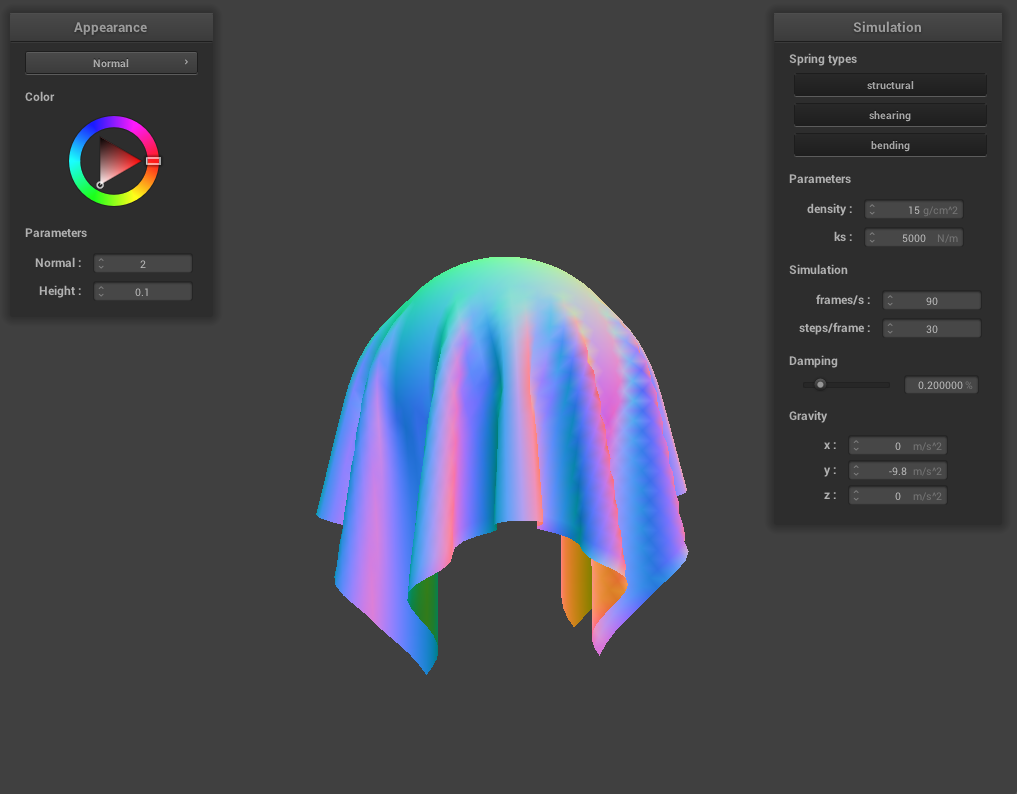 Appearance
Normal
Color
Parameters
Normal : 2
Height : 0.1
Simulation
Spring types
structural
shearing
bending
Parameters
density : 15 g/cm^2
ks : 5000 N/m
Simulation
frames/s : 90
steps/frame : 30
Damping
0.200000 %
Gravity
x : 0 m/s^2
y : -9.8 m/s^2
z : 0 m/s^2